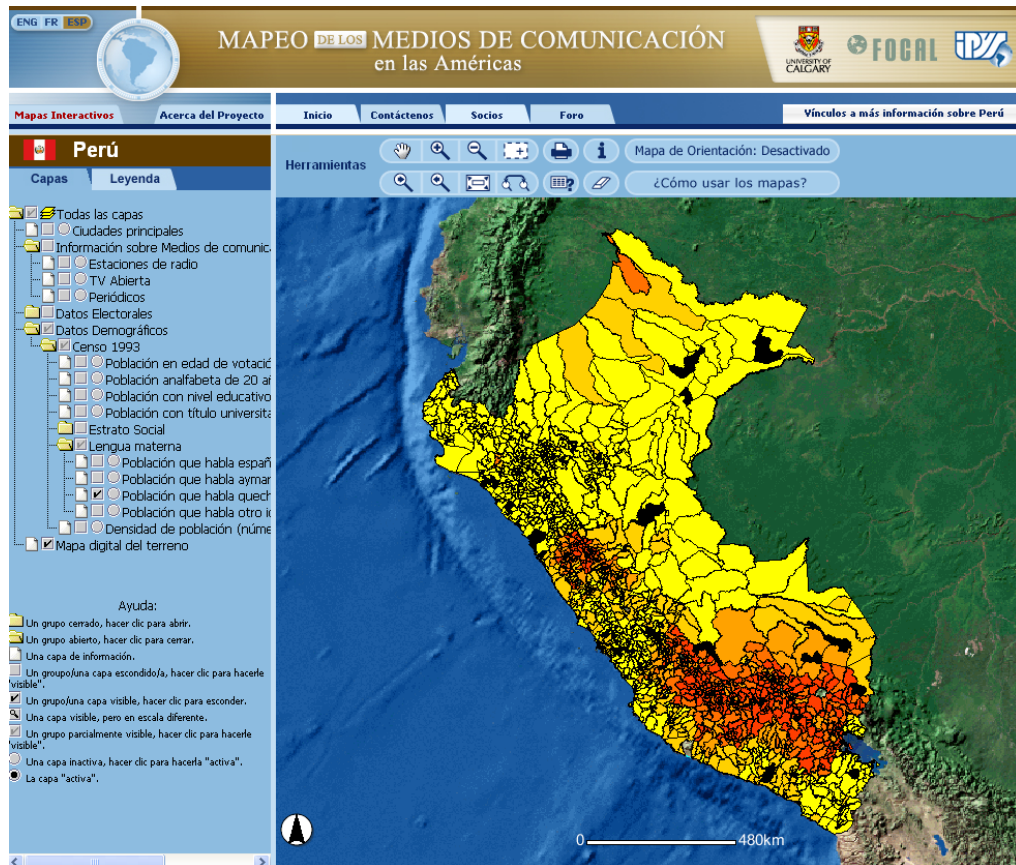 ENG FR ESP
MAPEO DE LOS MEDIOS DE COMUNICACIÓN
en las Américas
UNIVERSITY OF
CALGARY
FOCAL
ipys
Mapas Interactivos
Acerca del Proyecto
Inicio
Contáctenos
Socios
Foro
Vínculos a más información sobre Perú
Perú
Capas
Leyenda
Herramientas
Mapa de Orientación: Desactivado
¿Cómo usar los mapas?
Todas las capas
Ciudades principales
Información sobre Medios de comunic
Estaciones de radio
TV Abierta
Periódicos
Datos Electorales
Datos Demográficos
Censo 1993
Población en edad de votació
Población analfabeta de 20 añ
Población con nivel educativo
Población con título universita
Estrato Social
Lengua materna
Población que habla españ
Población que habla aymar
Población que habla quech
Población que habla otro id
Densidad de población (núme
Mapa digital del terreno
Ayuda:
Un grupo cerrado, hacer clic para abrir.
Un grupo abierto, hacer clic para cerrar.
Una capa de información.
Un groupo/una capa escondido/a, hacer clic para hacerle
"visible".
Un grupo/una capa visible, hacer clic para esconder.
Una capa visible, pero en escala diferente.
Un grupo parcialmente visible, hacer clic para hacerle
"visible".
Una capa inactiva, hacer clic para hacerla "activa".
La capa "activa".
0
480km